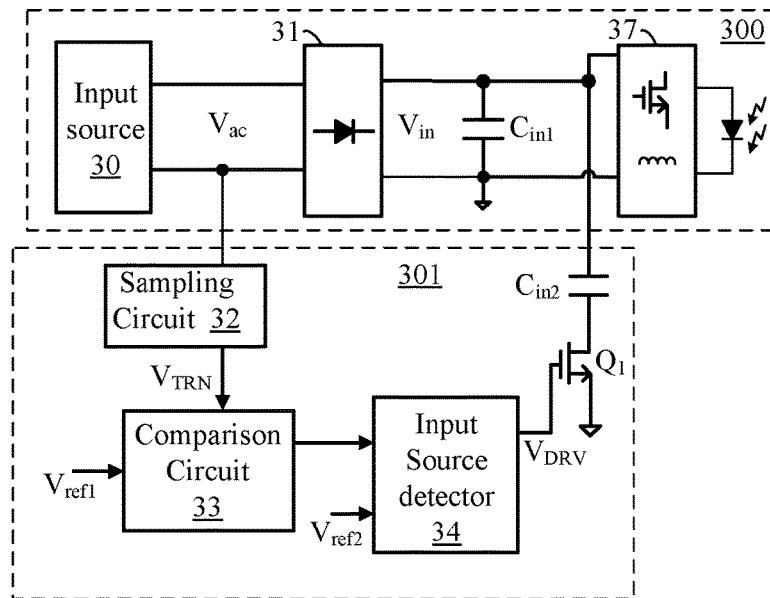 31
37
300
Input
source
30
Vac
Vin
Cin1
Sampling
Circuit 32
301
Cin2
VTRN
Q1
Comparison
Circuit
33
Input
Source
detector
34
VDRV
Vref1
Vref2